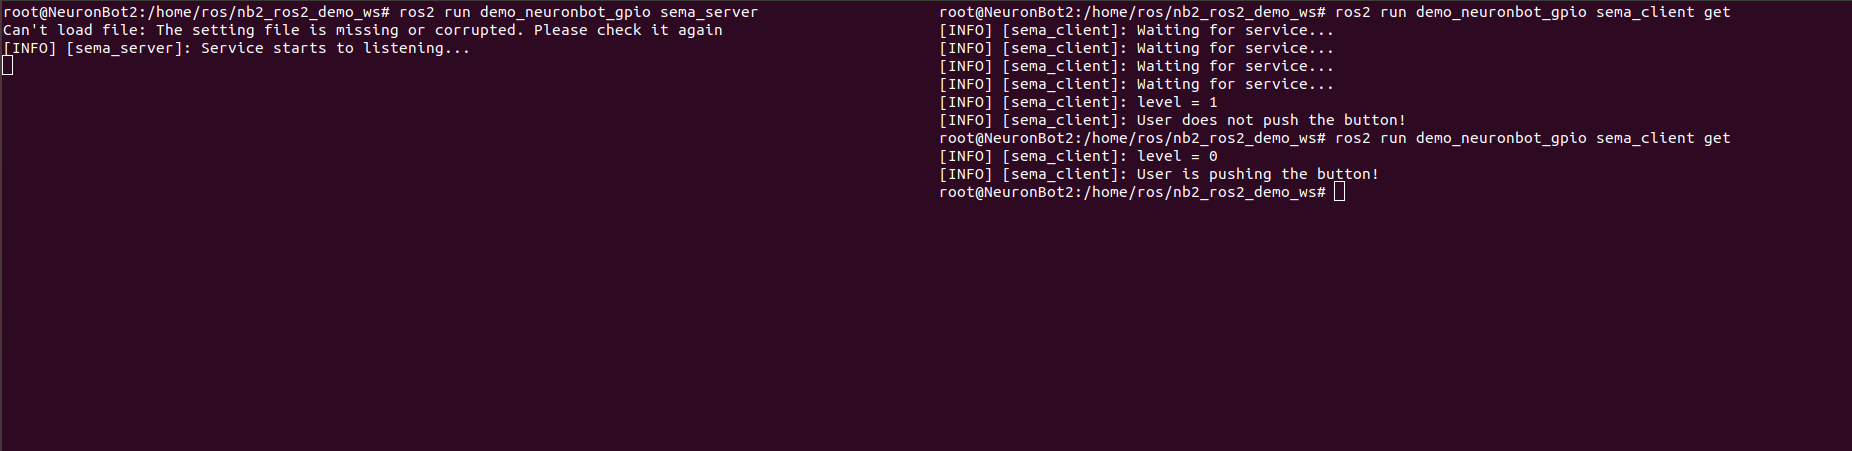 root@NeuronBot2:/home/ros/nb2_ros2_demo_ws# ros2 run demo_neuronbot_gpio sema_server
Can't load file: The setting file is missing or corrupted. Please check it again
[INFO] [sema_server]: Service starts to listening...
root@NeuronBot2:/home/ros/nb2_ros2_demo_ws# ros2 run demo_neuronbot_gpio sema_client get
[INFO] [sema_client]: Waiting for service...
[INFO] [sema_client]: Waiting for service...
[INFO] [sema_client]: Waiting for service...
[INFO] [sema_client]: Waiting for service...
[INFO] [sema_client]: level = 1
[INFO] [sema_client]: User does not push the button!
root@NeuronBot2:/home/ros/nb2_ros2_demo_ws# ros2 run demo_neuronbot_gpio sema_client get
[INFO] [sema_client]: level = 0
[INFO] [sema_client]: User is pushing the button!
root@NeuronBot2:/home/ros/nb2_ros2_demo_ws#